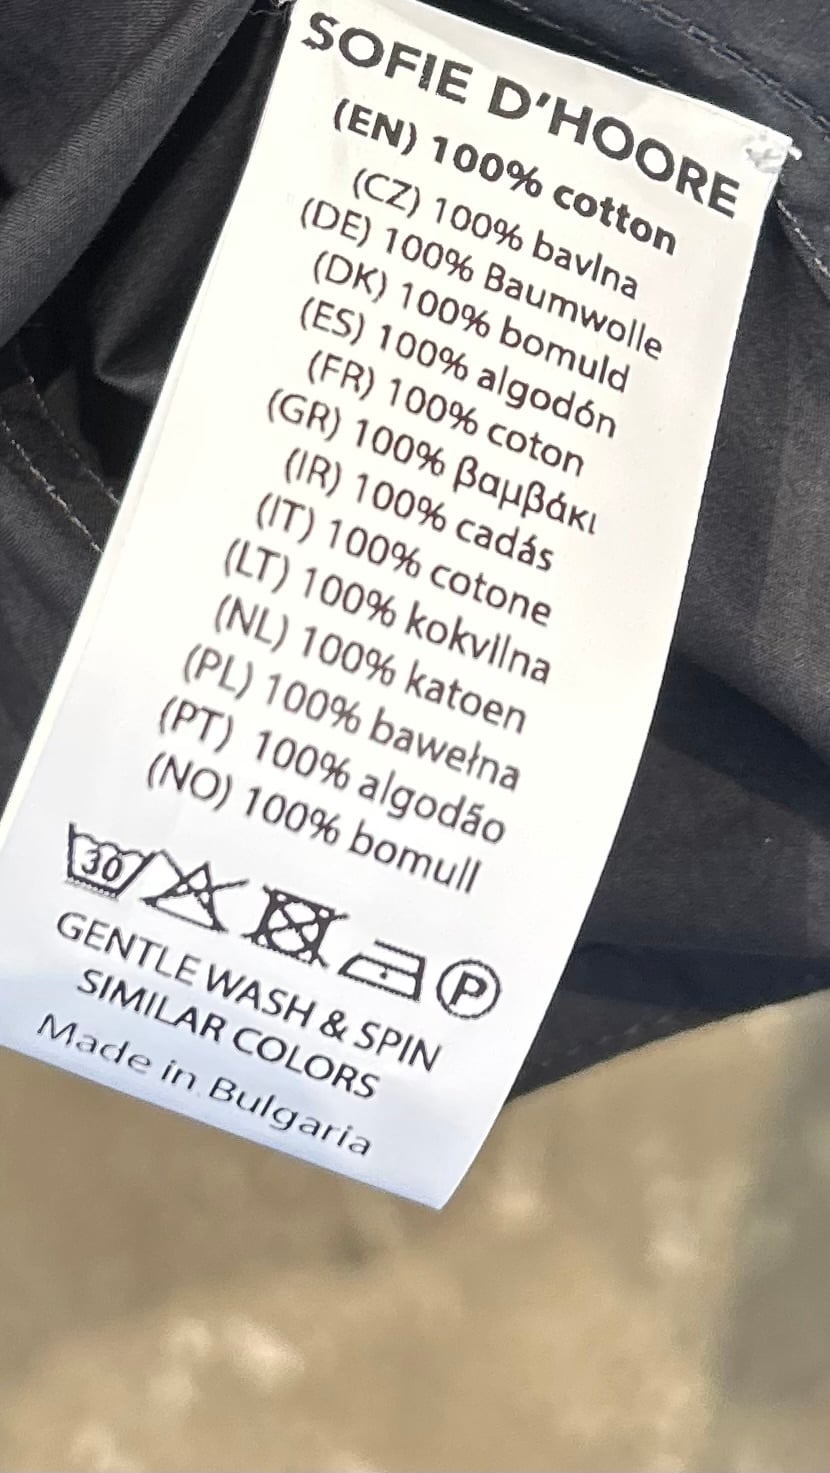 SOFIE D'HOORE
(EN) 100% cotton
(CZ) 100% bavlna
(DE) 100% Baumwolle
(DK) 100% bomuld
(ES) 100% algodón
(FR) 100% coton
(GR) 100% βαμβάκι
(IR) 100% cadás
(IT) 100% cotone
(LT) 100% kokvilna
(NL) 100% katoen
(PL) 100% bawełna
(PT) 100% algodão
(NO) 100% bomull
30 P
GENTLE WASH & SPIN
SIMILAR COLORS
Made in Bulgaria